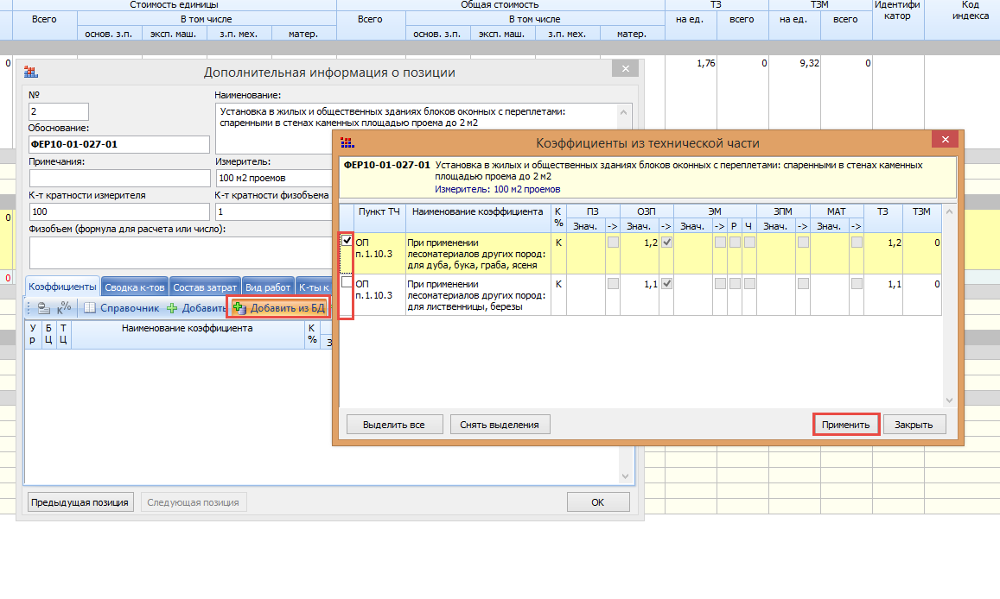 Стоимость единицы Общая стоимость ТЗ ТЗМ Идентифи Код
Всего В том числе Всего В том числе на ед. всего на ед. всего катор индекса
основ. з.п. эксп. маш. з.п. мех. матер. основ. з.п. эксп. маш. з.п. мех. матер.
0 1,76 0 9,32 0
Дополнительная информация о позиции
№ Наименование:
2 Установка в жилых и общественных зданиях блоков оконных с переплетами:
спаренными в стенах каменных площадью проема до 2 м2
Обоснование:
ФЕР10-01-027-01
Примечания: Измеритель:
100 м2 проемов
К-т кратности измерителя К-т кратности физобъема
100 1
0
Физобъем (формула для расчета или число):
0
Коэффициенты Сводка к-тов Состав затрат Вид работ К-ты к
К% Справочник Добавить Добавить из БД
У Б Т Наименование коэффициента К
р Ц Ц % З
Предыдущая позиция Следующая позиция OK
Коэффициенты из технической части
ФЕР10-01-027-01 Установка в жилых и общественных зданиях блоков оконных с переплетами: спаренными в стенах каменных
площадью проема до 2 м2
Измеритель: 100 м2 проемов
Пункт ТЧ Наименование коэффициента К ПЗ ОЗП ЭМ ЗПМ МАТ ТЗ ТЗМ
% Знач. -> Знач. -> Знач. -> Р Ч Знач. -> Знач. ->
ОП При применении К 1,2 1,2 0
п.1.10.3 лесоматериалов других пород:
для дуба, бука, граба, ясеня
ОП При применении К 1,1 1,1 0
п.1.10.3 лесоматериалов других пород:
для лиственницы, березы
Выделить все Снять выделения Применить Закрыть